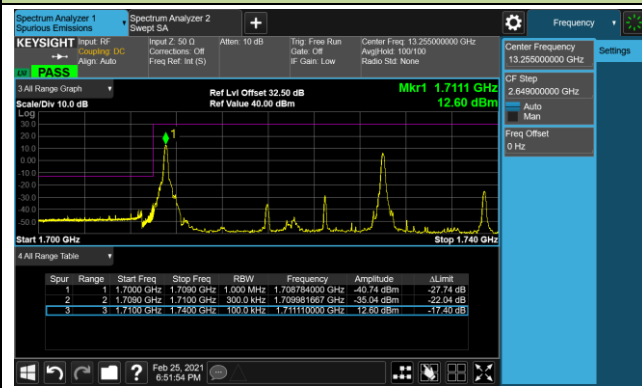 Spectrum Analyzer 1
Spurious Emissions
Spectrum Analyzer 2
Swept SA
Frequency
KEYSIGHT
Input: RF
Coupling: DC
Align: Auto
Input Z: 50 Ω
Corrections: Off
Freq Ref: Int (S)
Atten: 10 dB
Trig: Free Run
Gate: Off
IF Gain: Low
Center Freq: 13.255000000 GHz
Avg|Hold: 100/100
Radio Std: None
LXI
PASS
Center Frequency
13.255000000 GHz
Settings
CF Step
2.649000000 GHz
Auto
Man
Freq Offset
0 Hz
3 All Range Graph
Scale/Div 10.0 dB
Ref Lvl Offset 32.50 dB
Ref Value 40.00 dBm
Mkr1 1.7111 GHz
12.60 dBm
Log
30.0
20.0
10.0
0.00
-10.0
-20.0
-30.0
-40.0
-50.0
1
Start 1.700 GHz
Stop 1.740 GHz
4 All Range Table
Spur Range Start Freq Stop Freq RBW Frequency Amplitude ΔLimit
1 1 1.7000 GHz 1.7090 GHz 1.000 MHz 1.708784000 GHz -40.74 dBm -27.74 dB
2 2 1.7090 GHz 1.7100 GHz 300.0 kHz 1.709981667 GHz -35.04 dBm -22.04 dB
3 3 1.7100 GHz 1.7400 GHz 100.0 kHz 1.711110000 GHz 12.60 dBm -17.40 dB
Feb 25, 2021
6:51:54 PM